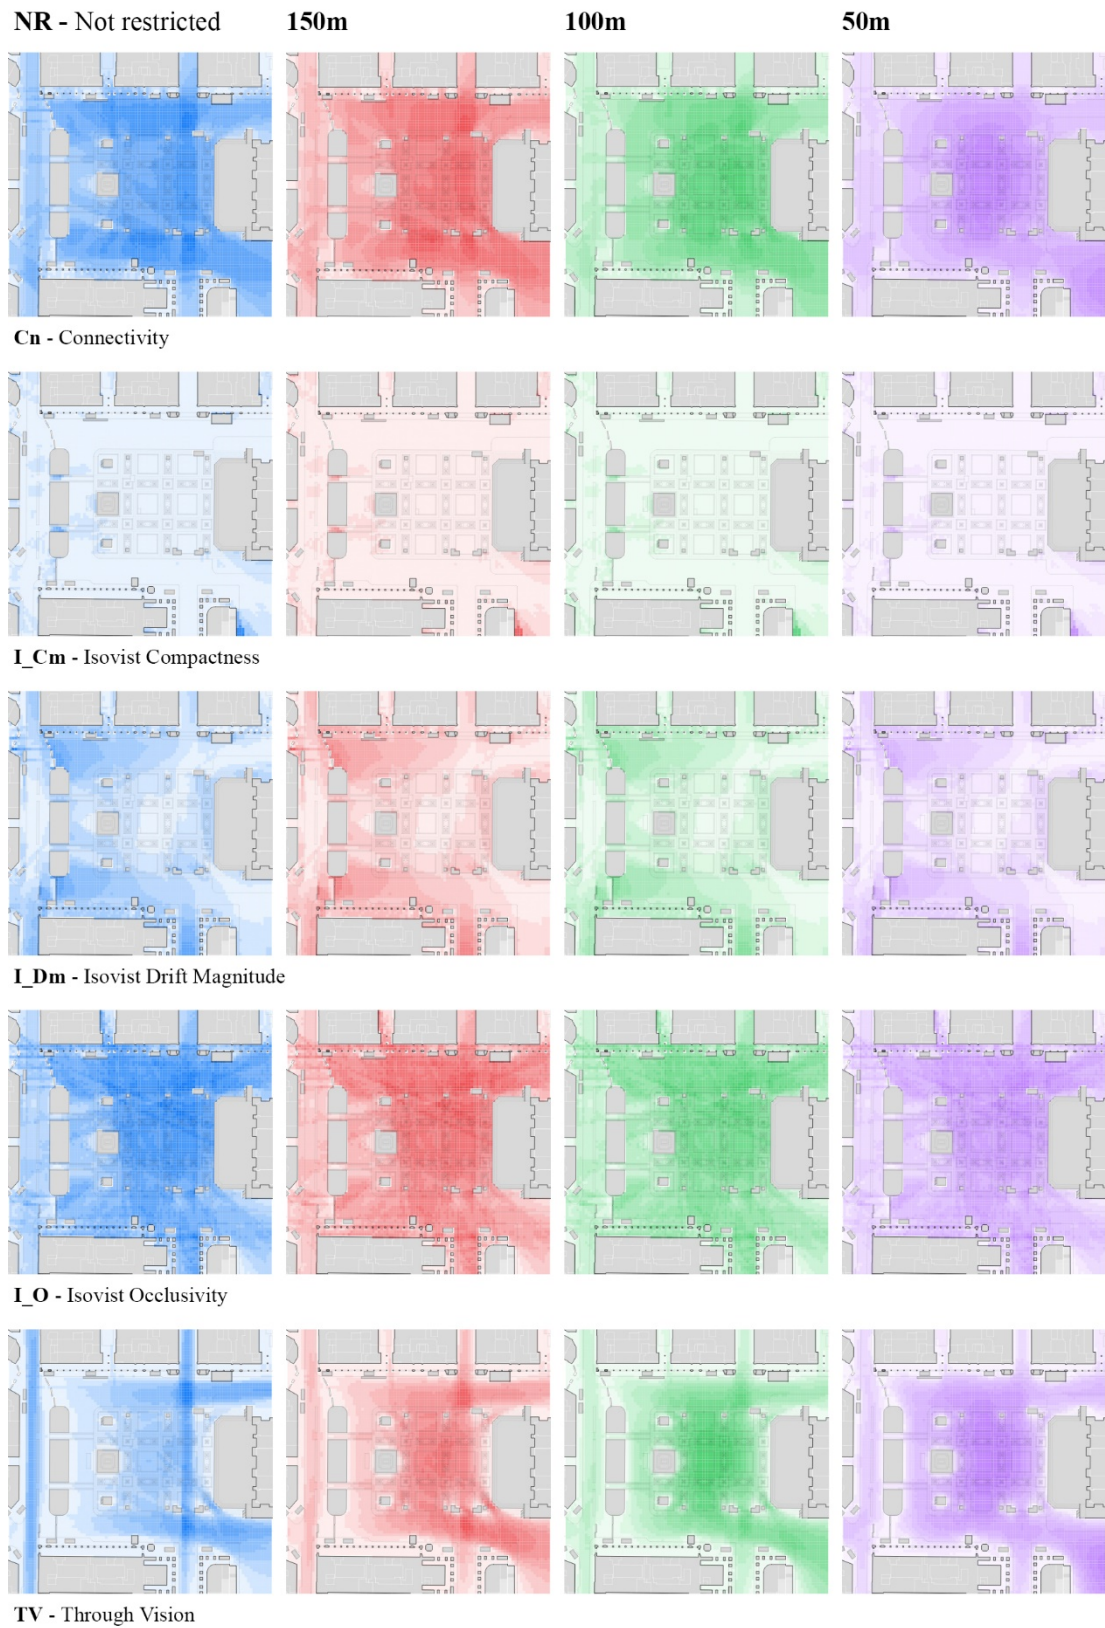 NR - Not restricted 150m 100m 50m
Cn - Connectivity
I_Cm - Isovist Compactness
I_Dm - Isovist Drift Magnitude
I_O - Isovist Occlusivity
TV - Through Vision